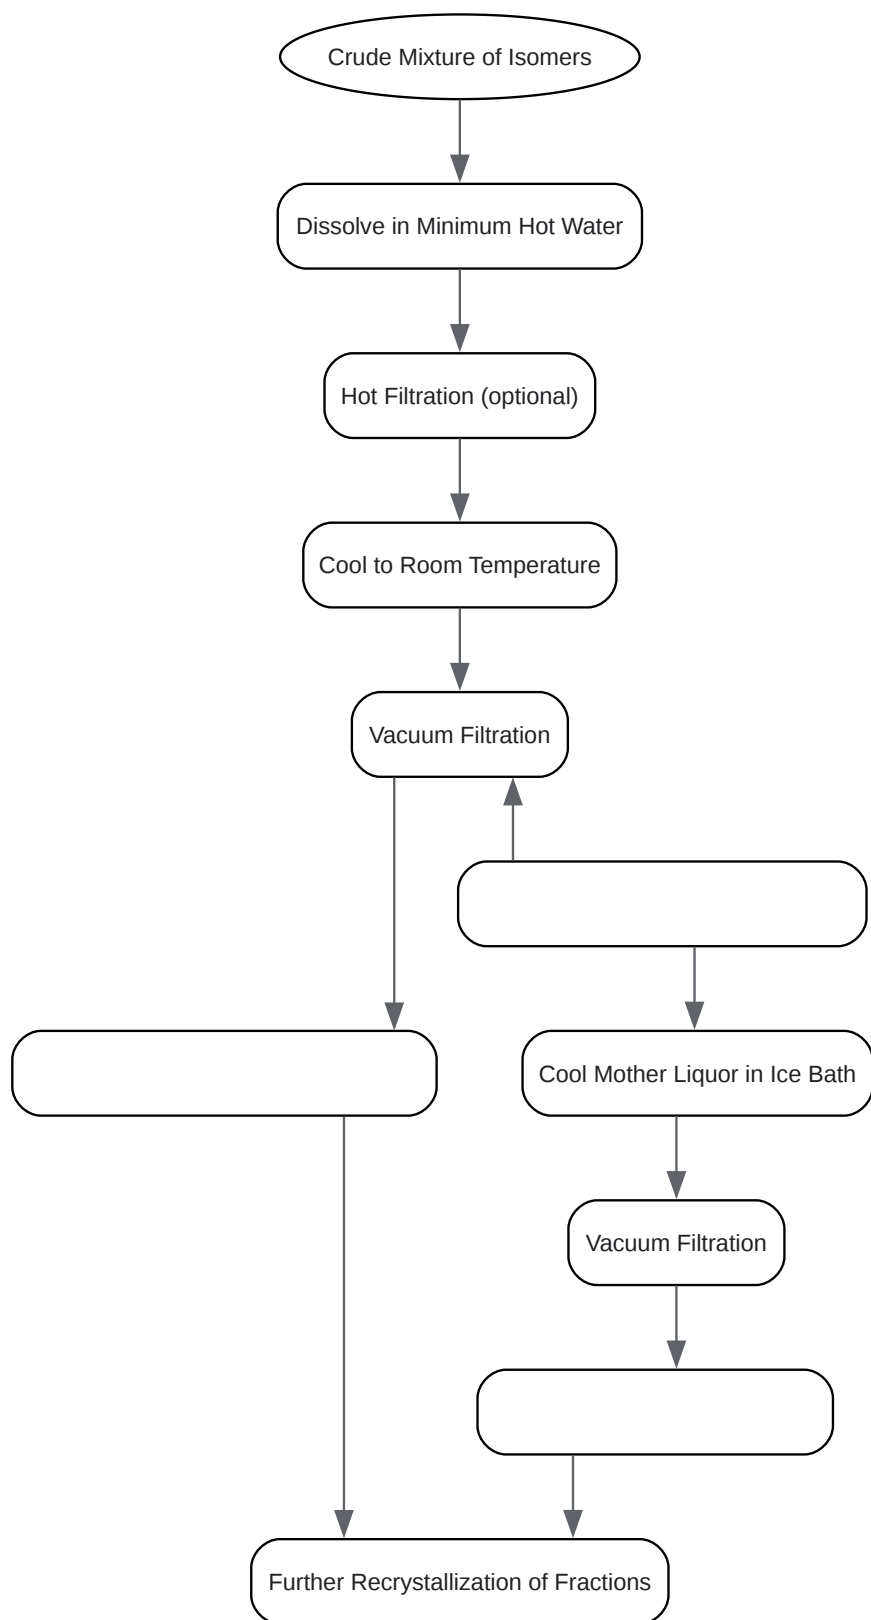 Crude Mixture of Isomers
Dissolve in Minimum Hot Water
Hot Filtration (optional)
Cool to Room Temperature
Vacuum Filtration
Cool Mother Liquor in Ice Bath
Vacuum Filtration
Further Recrystallization of Fractions